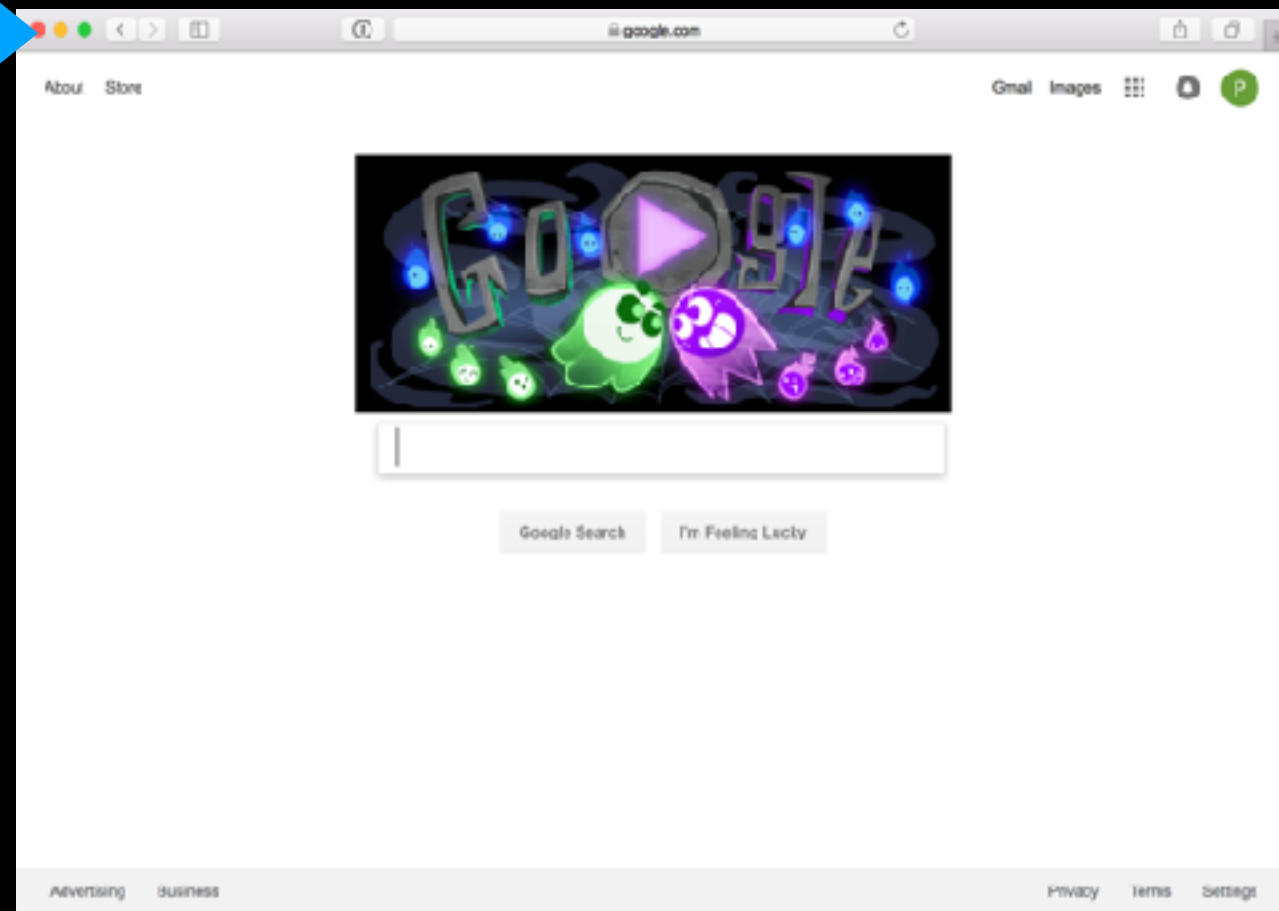 google.com
About Store
Gmail Images
P
Google
Google Search I'm Feeling Lucky
Advertising Business
Privacy Terms Settings